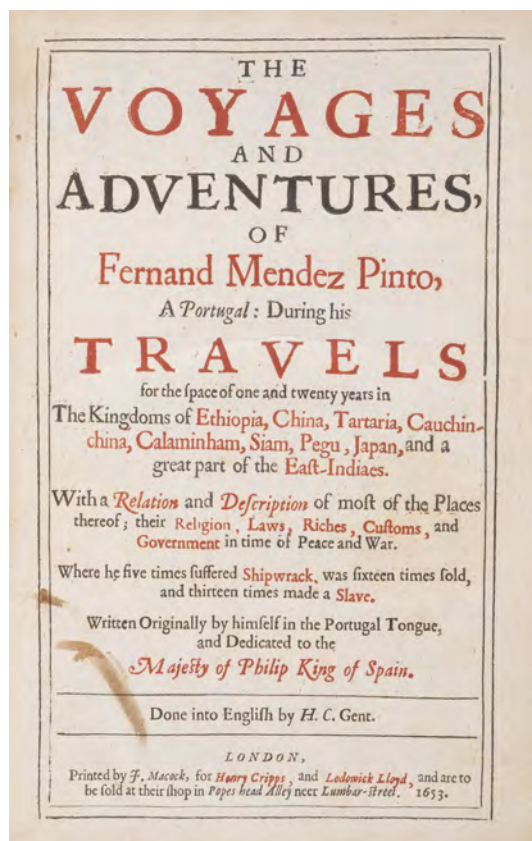 THE
VOYAGES
AND
ADVENTURES,
OF
Fernand Mendez Pinto,
A Portugal: During his
TRAVELS
for the ſpace of one and twenty years in
The Kingdoms of Ethiopia, China, Tartaria, Cauchin-
china, Calaminham, Siam, Pegu, Japan, and a
great part of the Eaſt-Indiaes.
With a Relation and Deſcription of moſt of the Places
thereof; their Religion, Laws, Riches, Cuſtoms, and
Government in time of Peace and War.
Where he five times ſuffered Shipwrack, was ſixteen times ſold,
and thirteen times made a Slave.
Written Originally by himſelf in the Portugal Tongue,
and Dedicated to the
Majeſty of Philip King of Spain.
Done into Engliſh by H. C. Gent.
LONDON,
Printed by J. Macock, for Henry Cripps, and Lodowick Lloyd, and are to
be ſold at their ſhop in Popes head Alley neer Lumbar-ſtreet. 1653.